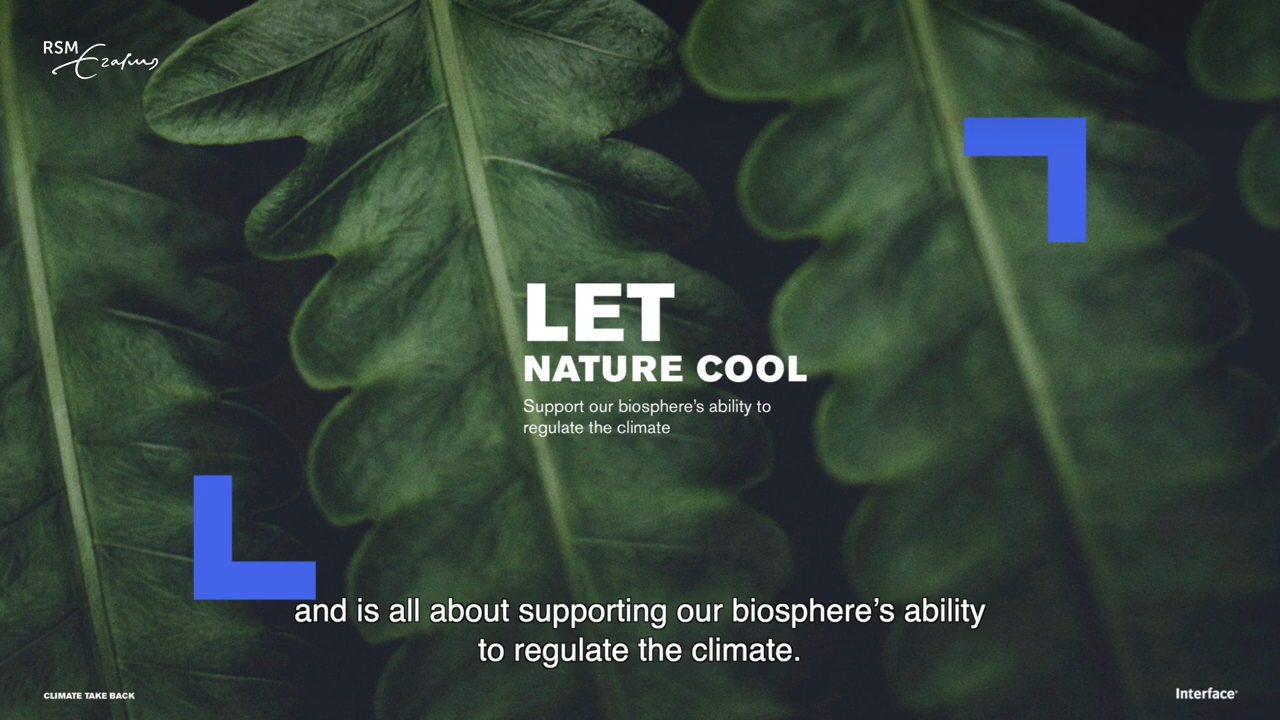 RSM
Erasmus
LET
NATURE COOL
Support our biosphere's ability to
regulate the climate
and is all about supporting our biosphere's ability
to regulate the climate.
CLIMATE TAKE BACK
Interface®